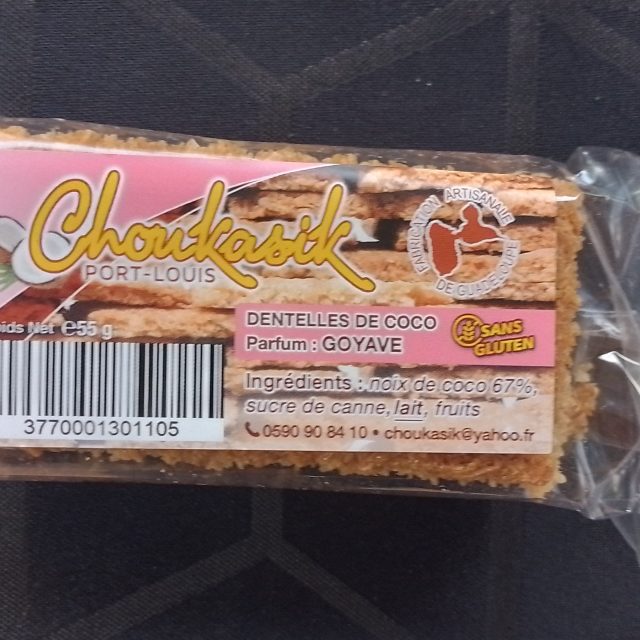 Choukasik
PORT-LOUIS
FABRICATION ARTISANALE
DE GUADELOUPE
Net ℮55 g
DENTELLES DE COCO
Parfum : GOYAVE
SANS
GLUTEN
Ingrédients : noix de coco 67%,
sucre de canne, lait, fruits
0590 90 84 10 • choukasik@yahoo.fr
3770001301105